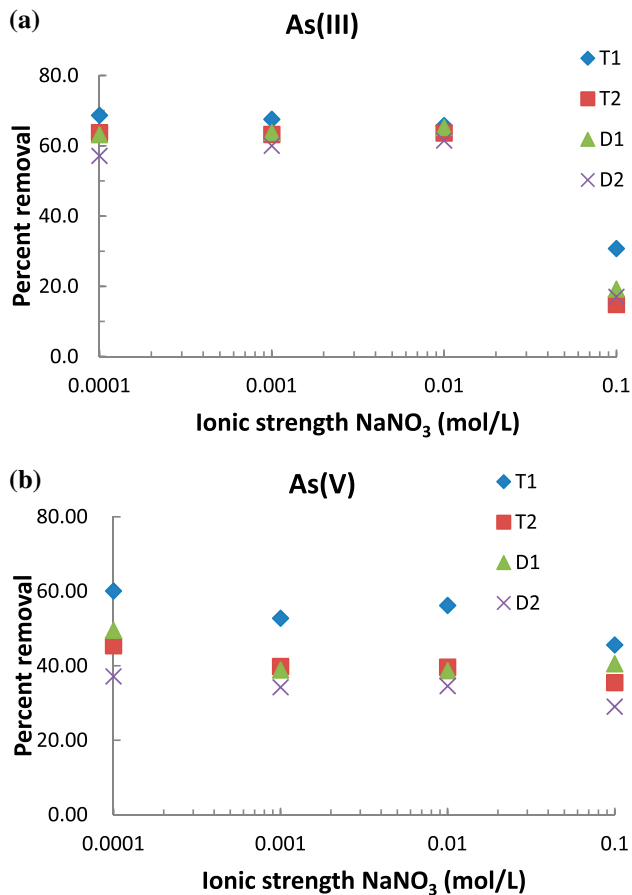 (a)
As(III)
T1
T2
D1
D2
80.0
60.0
40.0
20.0
0.0
Percent removal
0.0001
0.001
0.01
0.1
Ionic strength NaNO₃ (mol/L)
(b)
As(V)
T1
T2
D1
D2
80.00
60.00
40.00
20.00
0.00
Percent removal
0.0001
0.001
0.01
0.1
Ionic strength NaNO₃ (mol/L)